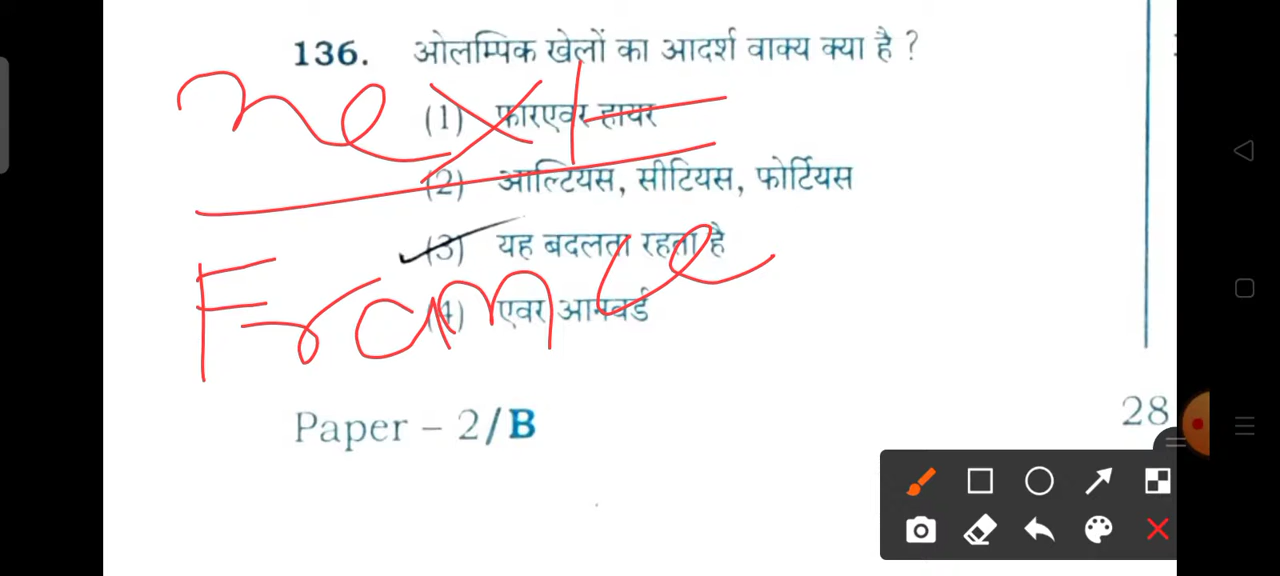 136. ओलम्पिक खेलों का आदर्श वाक्य क्या है ?
next
(1) फारएवर हायर
(2) आल्टियस, सीटियस, फोर्टियस
(3) यह बदलता रहता है
France
(4) एवर आनवर्ड
Paper – 2/B
28